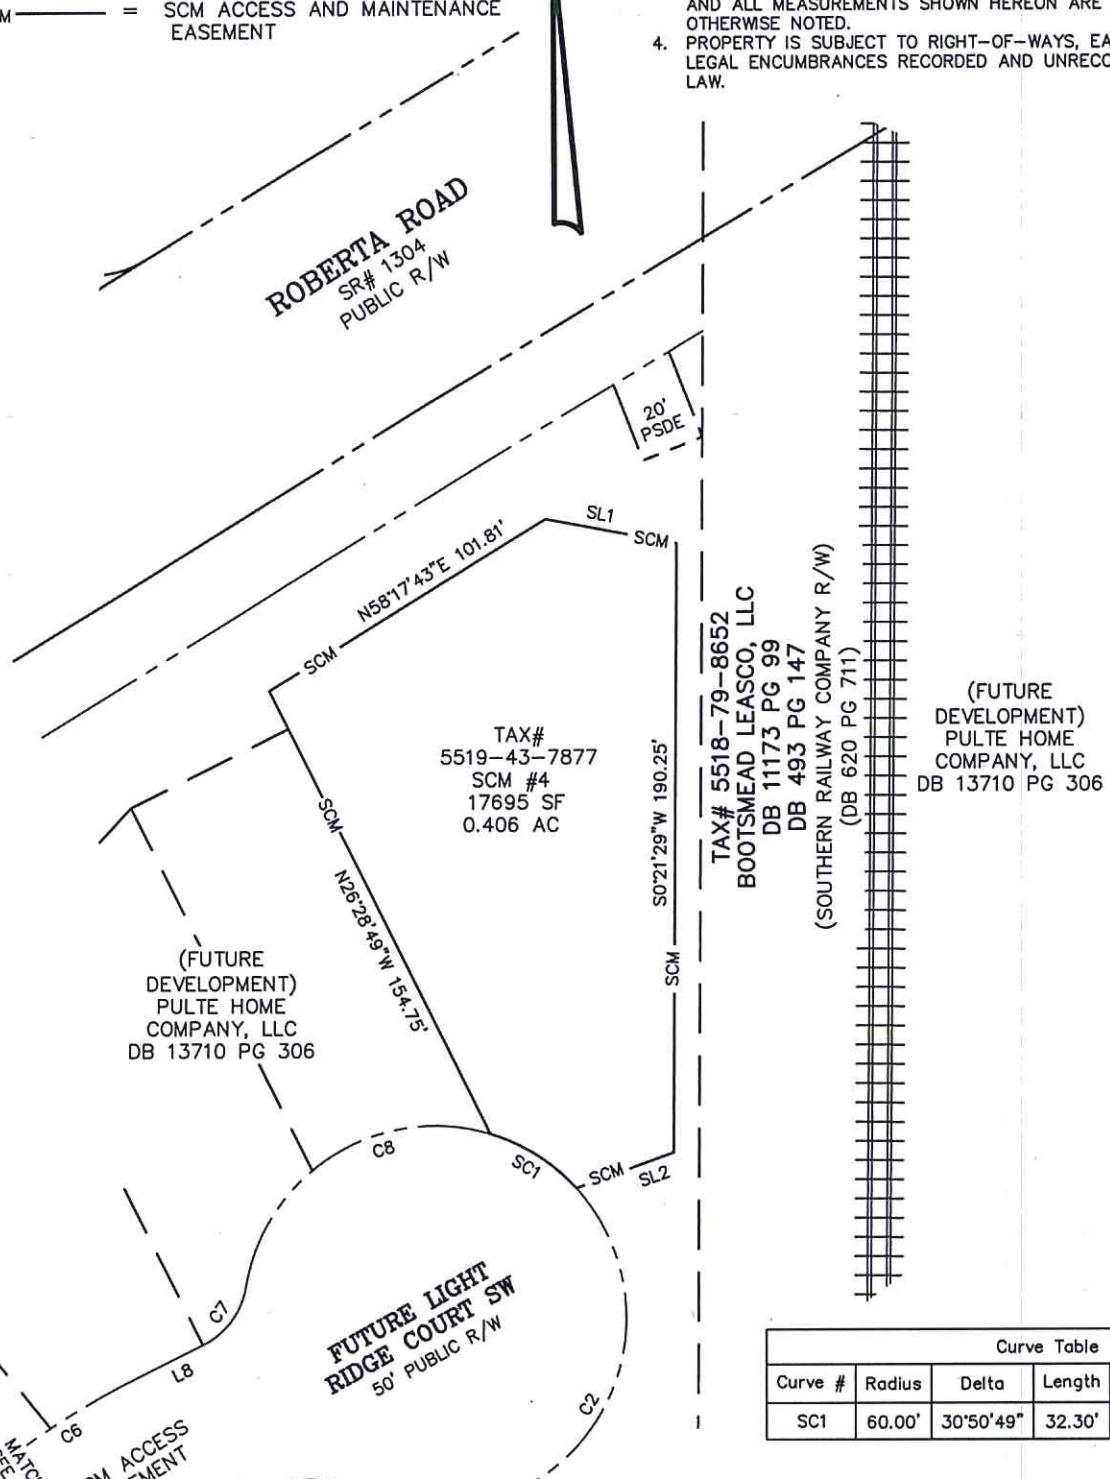 M = SCM ACCESS AND MAINTENANCE
EASEMENT
AND ALL MEASUREMENTS SHOWN HEREON ARE
OTHERWISE NOTED.
4. PROPERTY IS SUBJECT TO RIGHT-OF-WAYS, EA
LEGAL ENCUMBRANCES RECORDED AND UNRECO
LAW.
ROBERTA ROAD
SR# 1304
PUBLIC R/W
20'
PSDE
SL1
SCM
N58°17'43"E 101.81'
SCM
TAX#
5519-43-7877
SCM #4
17695 SF
0.406 AC
SCM
N26°28'49"W 154.75'
S0°21'29"W 190.25'
SCM
TAX# 5518-79-8652
BOOTSMEAD LEASCO, LLC
DB 11173 PG 99
DB 493 PG 147
(SOUTHERN RAILWAY COMPANY R/W)
(DB 620 PG 711)
(FUTURE
DEVELOPMENT)
PULTE HOME
COMPANY, LLC
DB 13710 PG 306
(FUTURE
DEVELOPMENT)
PULTE HOME
COMPANY, LLC
DB 13710 PG 306
C8
SC1
SCM
SL2
C7
L8
C6
C2
FUTURE LIGHT
RIDGE COURT SW
50' PUBLIC R/W
Curve Table
Curve # Radius Delta Length
SC1 60.00' 30°50'49" 32.30'
M ACCESS
EMENT
MATC